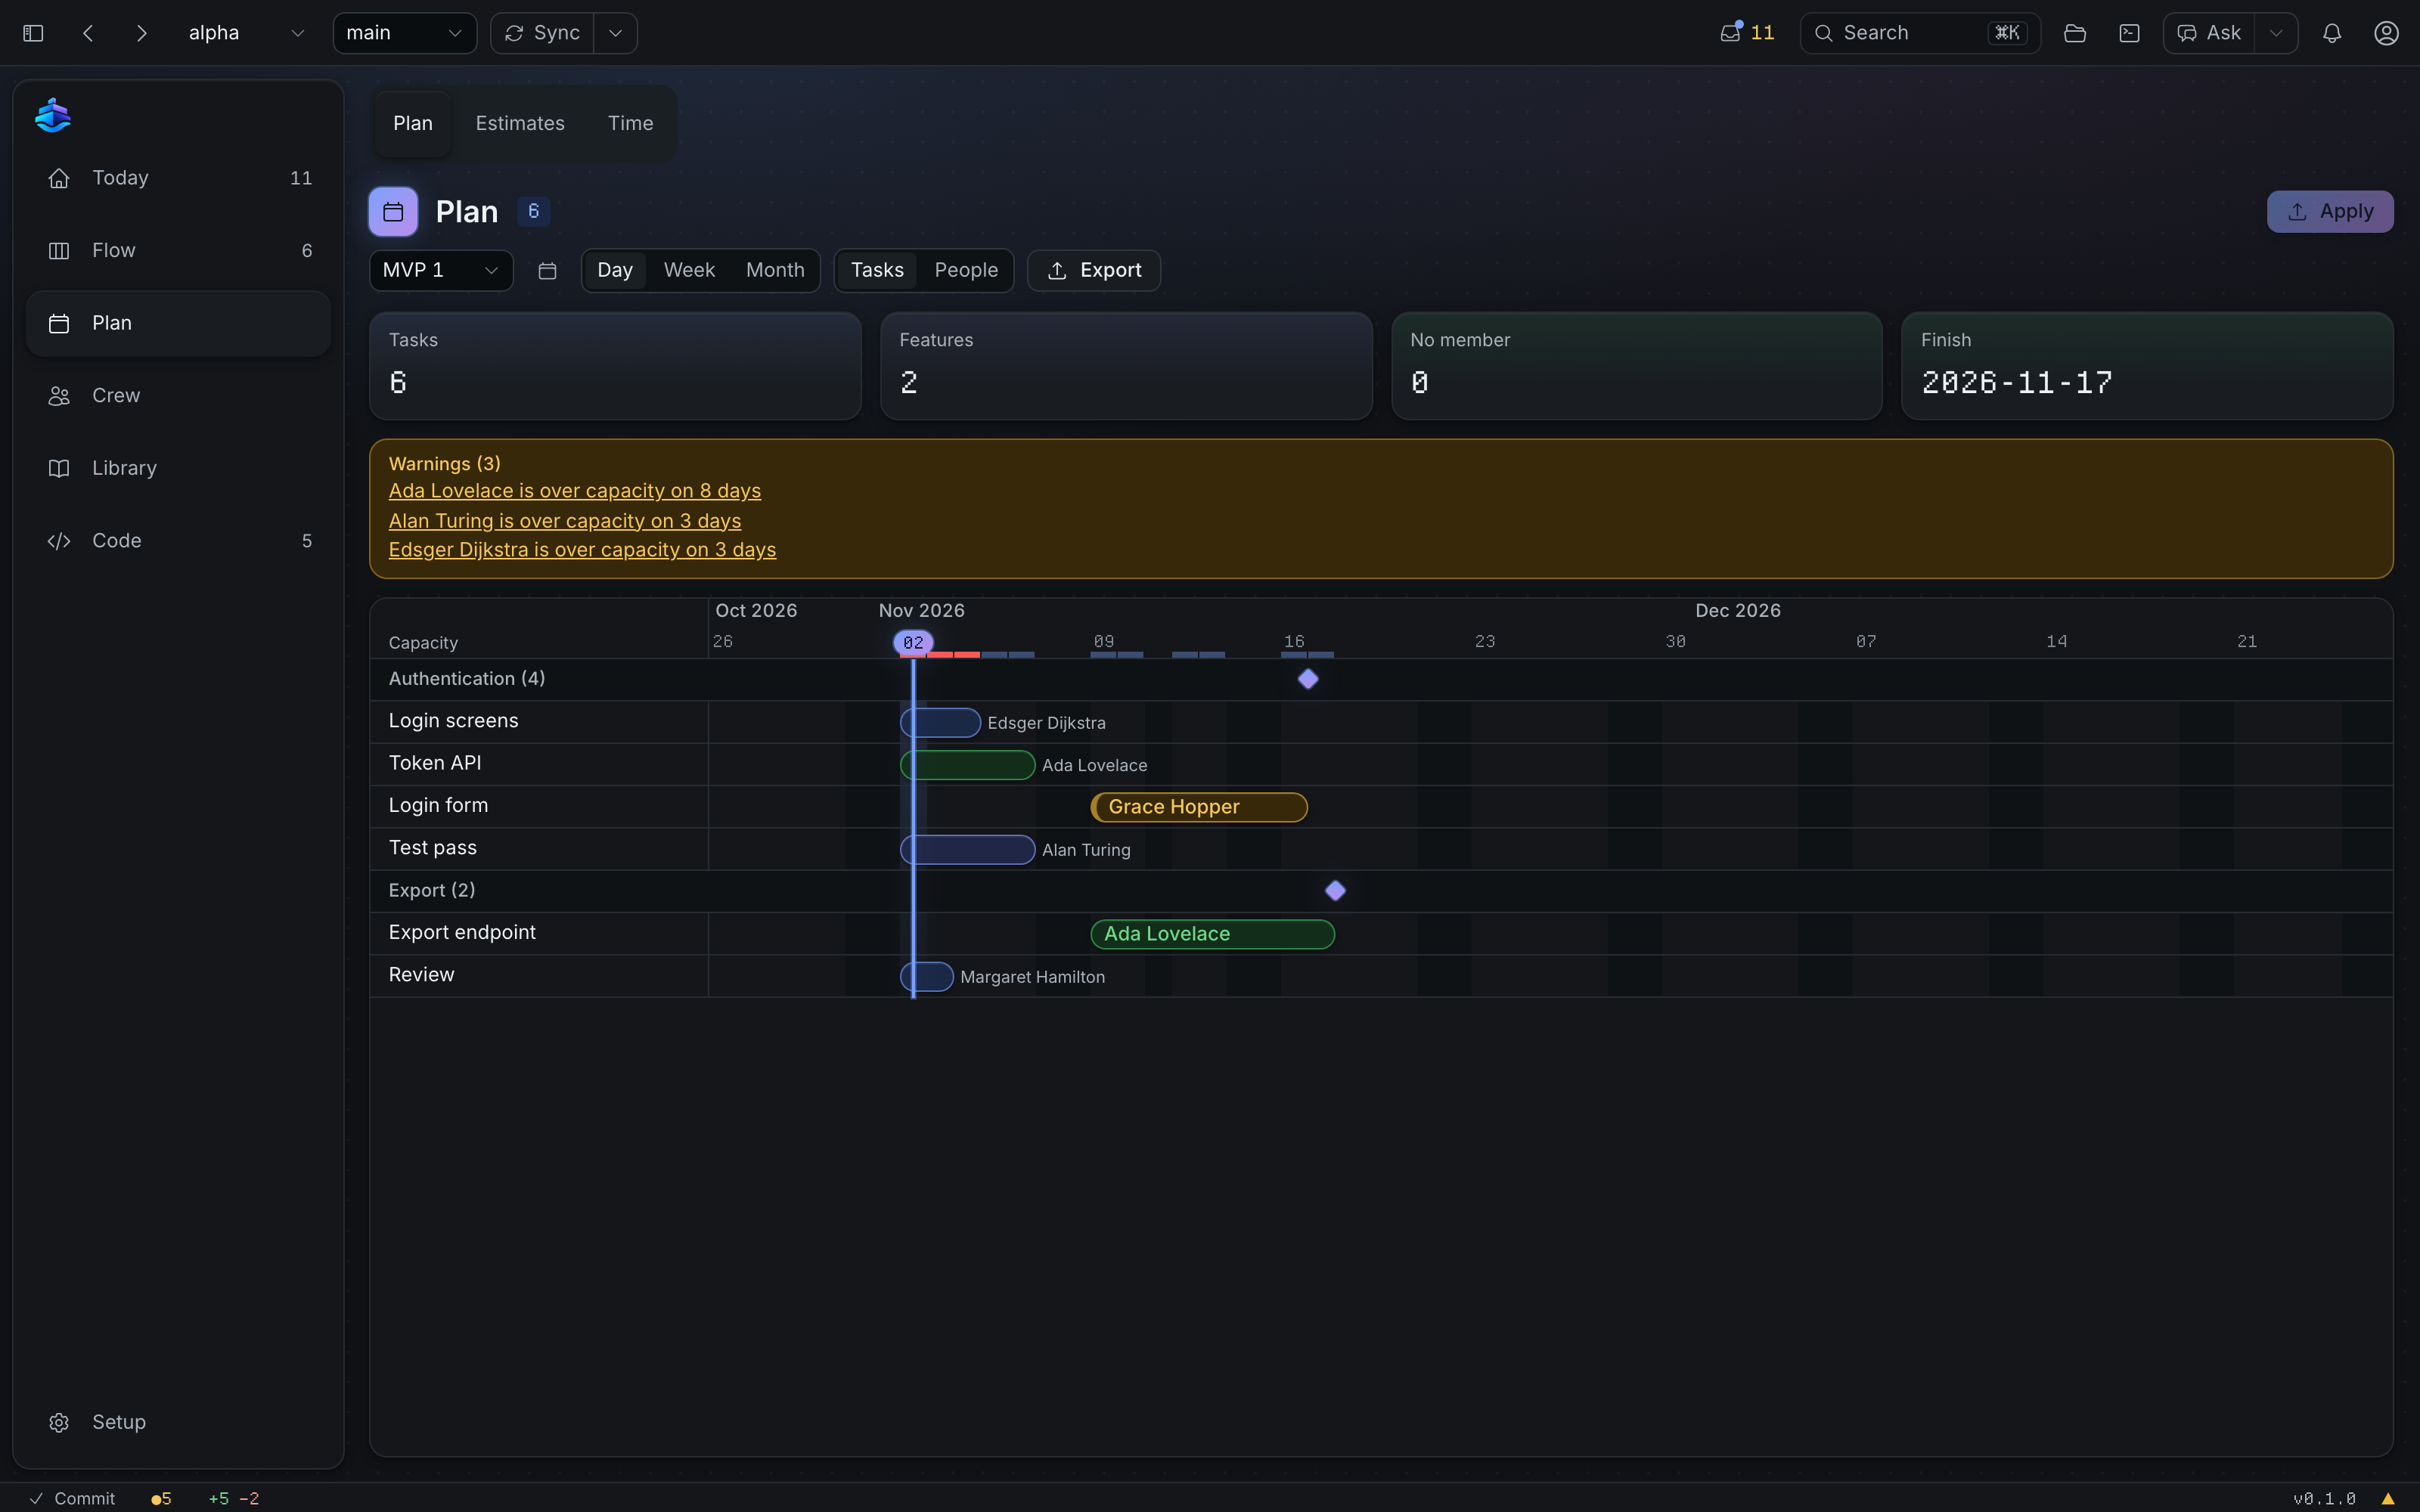 alpha
main
Sync
11
Search
⌘K
Ask
Today 11
Flow 6
Plan
Crew
Library
Code 5
Setup
Plan Estimates Time
Plan 6
Apply
MVP 1
Day Week Month
Tasks People
Export
Tasks
6
Features
2
No member
0
Finish
2026-11-17
Warnings (3)
Ada Lovelace is over capacity on 8 days
Alan Turing is over capacity on 3 days
Edsger Dijkstra is over capacity on 3 days
Oct 2026 Nov 2026 Dec 2026
Capacity 26 02 09 16 23 30 07 14 21
Authentication (4)
Login screens Edsger Dijkstra
Token API Ada Lovelace
Login form Grace Hopper
Test pass Alan Turing
Export (2)
Export endpoint Ada Lovelace
Review Margaret Hamilton
Commit 5 +5 −2
v0.1.0